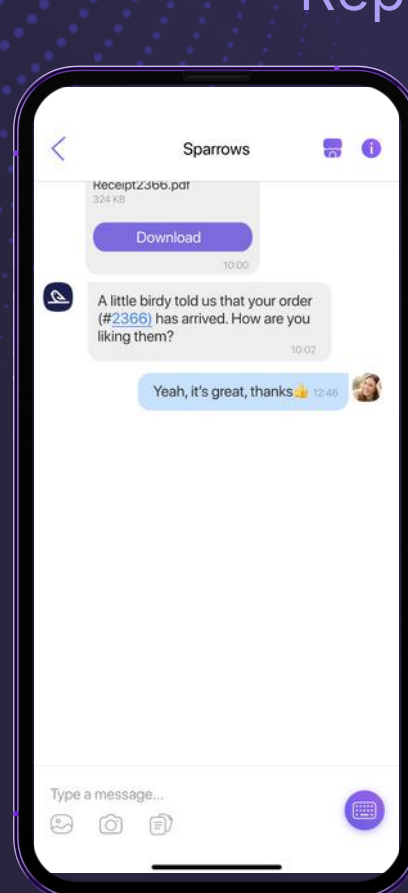 Rep
Sparrows
Receipt2366.pdf
324 KB
Download
10:00
A little birdy told us that your order
(#2366) has arrived. How are you
liking them?
10:02
Yeah, it's great, thanks👍 12:46
Type a message...